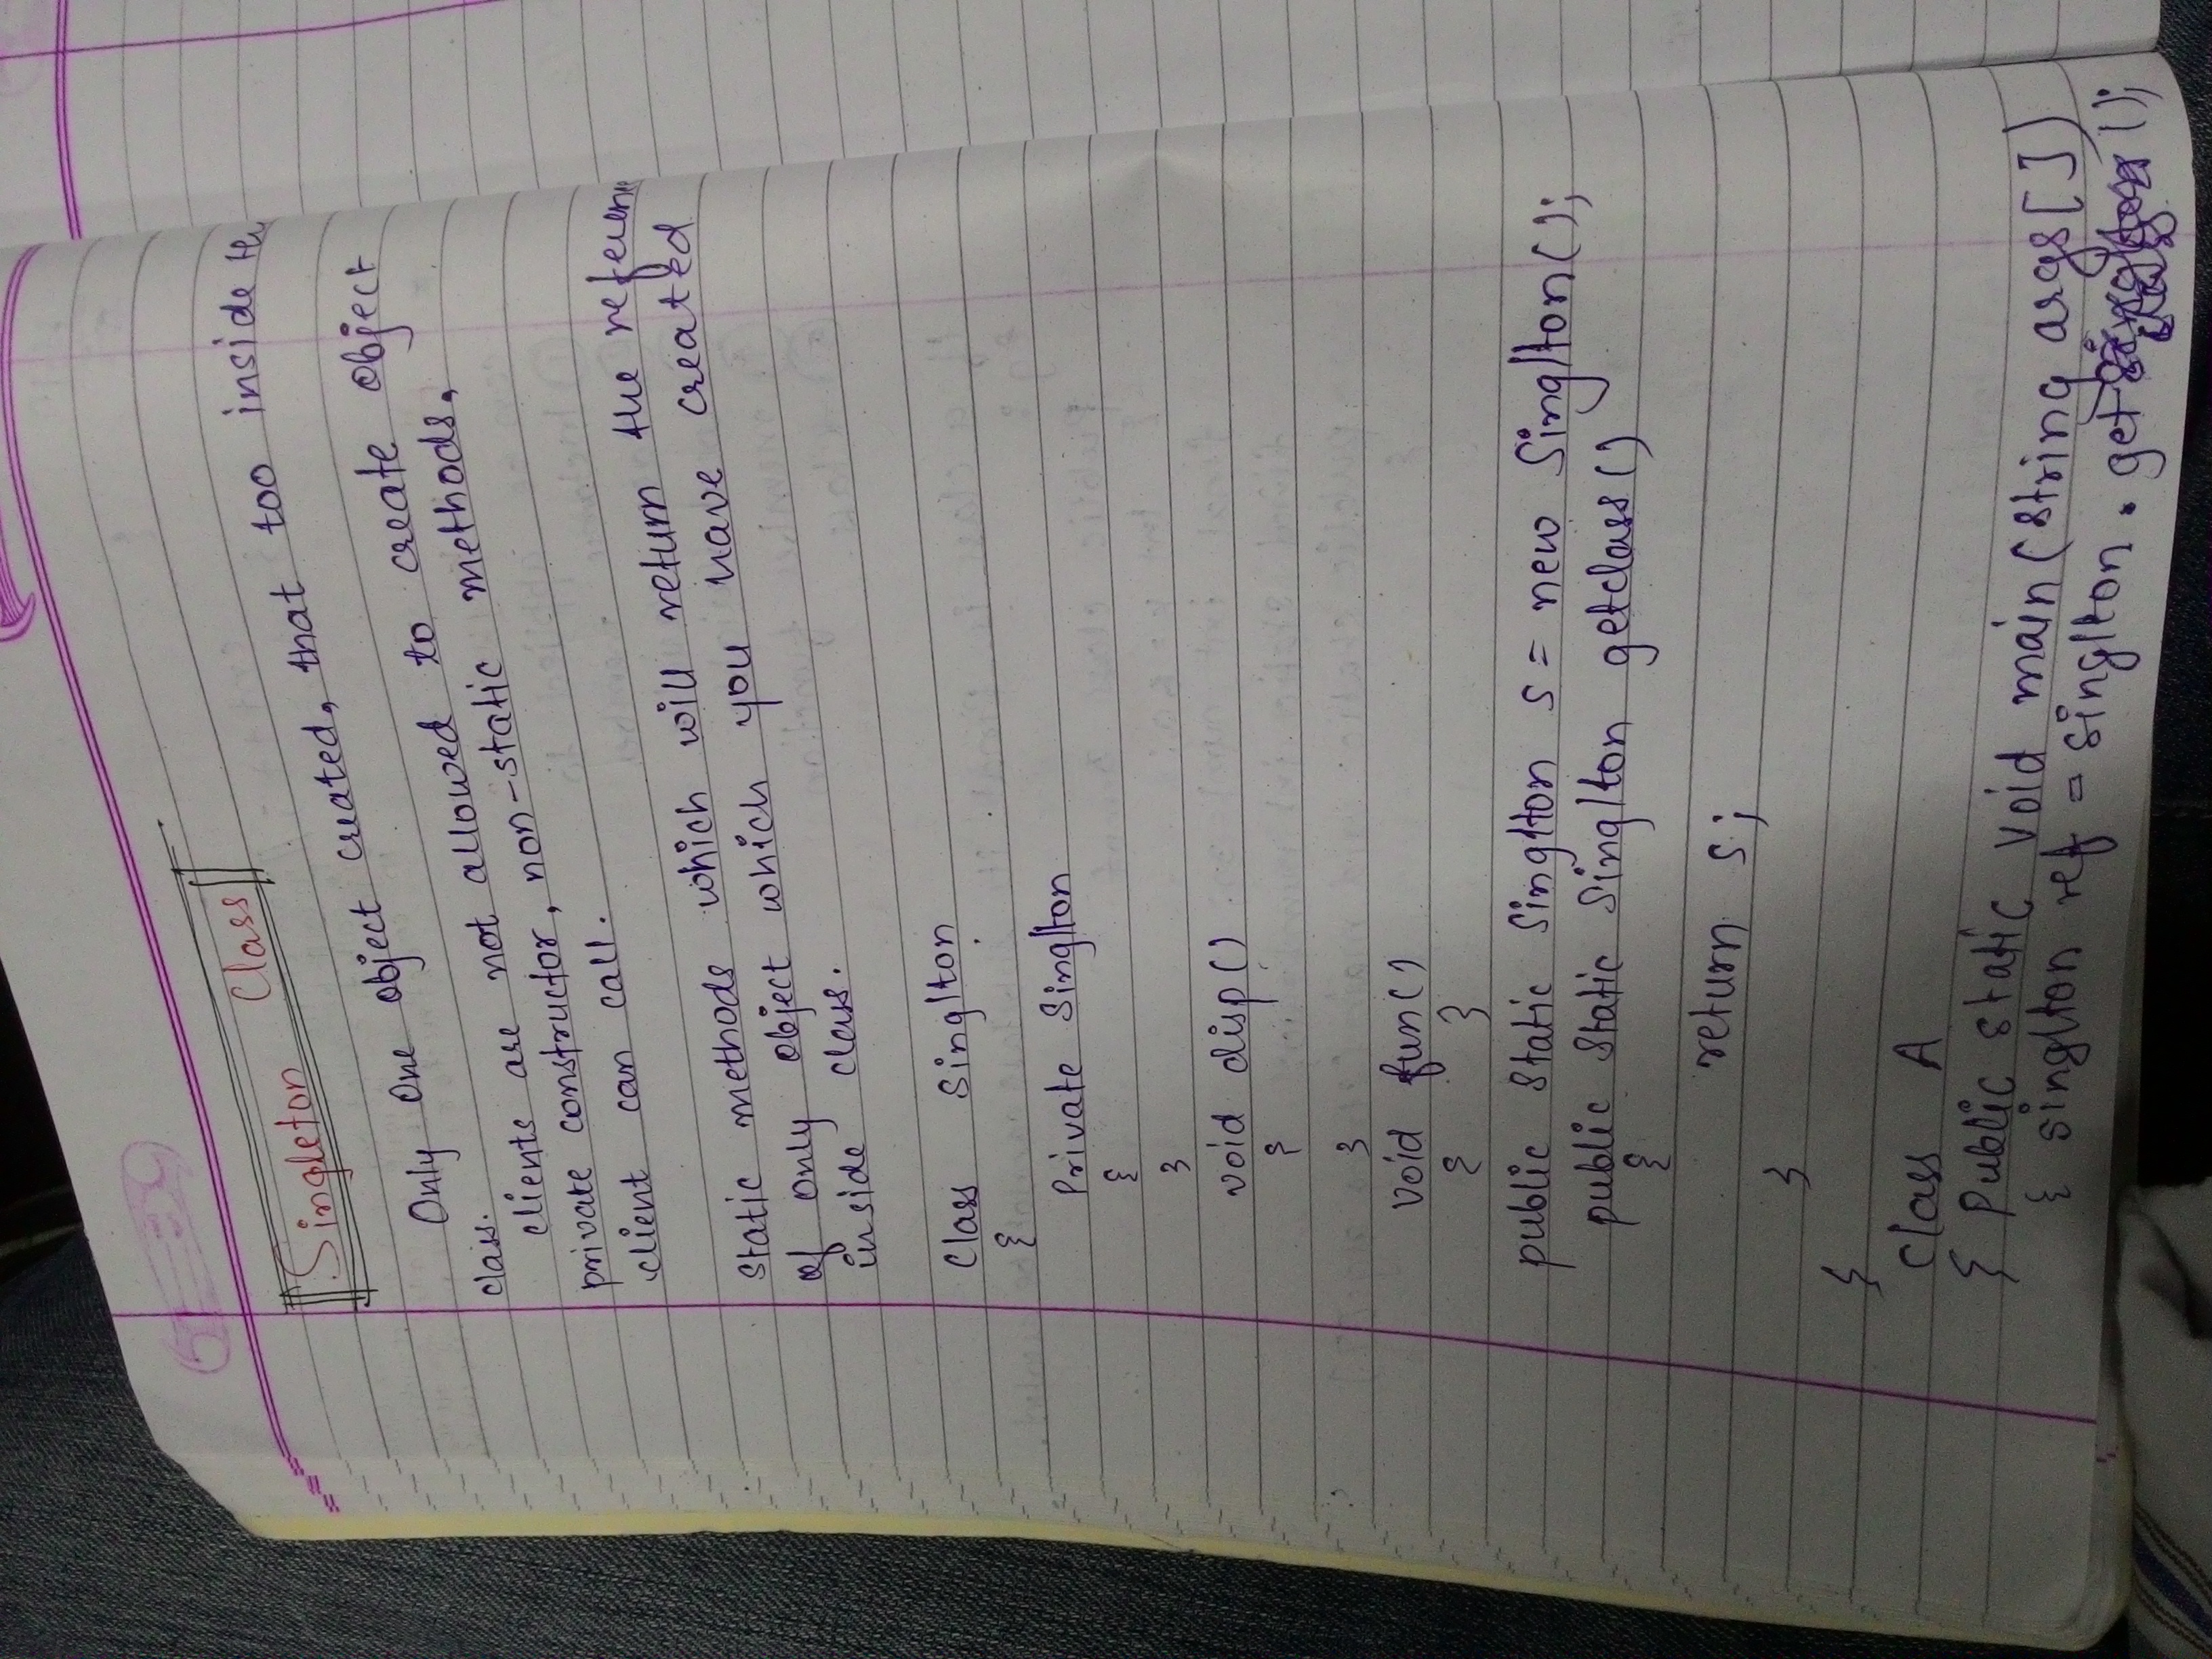 Singleton Class
Only One object created, that too inside the
class.
clients are not allowed to create object
private constructor, non-static methods.
client can call.
static methods which will return the reference
of only object which you have created
inside class.
Class Singlton
{
Private Singlton
{
}
void disp()
{
}
void fun()
{ }
public static Singlton s = new Singlton();
public static Singlton getclass()
{
return s;
}
}
class A
{ Public static void main(String args[])
{ singlton ref = singlton.getclass();